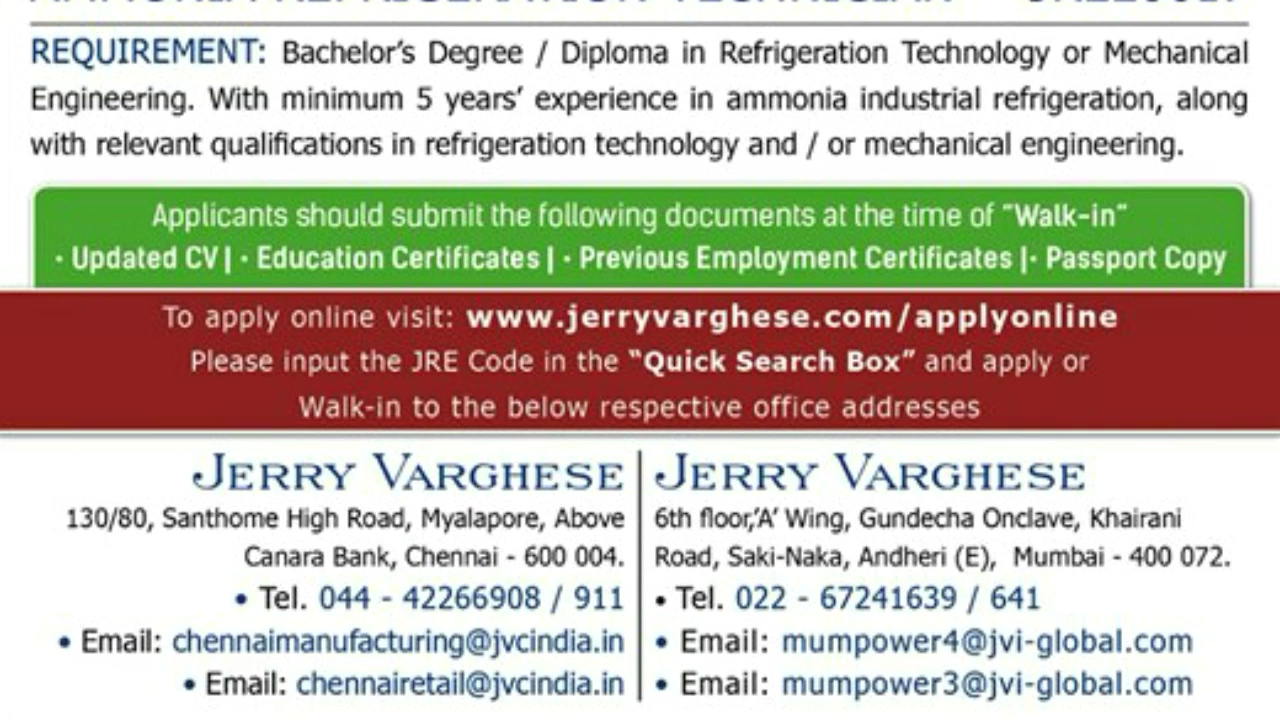 REQUIREMENT: Bachelor's Degree / Diploma in Refrigeration Technology or Mechanical
Engineering. With minimum 5 years' experience in ammonia industrial refrigeration, along
with relevant qualifications in refrigeration technology and / or mechanical engineering.
Applicants should submit the following documents at the time of "Walk-in"
· Updated CV | · Education Certificates | · Previous Employment Certificates |· Passport Copy
To apply online visit: www.jerryvarghese.com/applyonline
Please input the JRE Code in the "Quick Search Box" and apply or
Walk-in to the below respective office addresses
JERRY VARGHESE
130/80, Santhome High Road, Myalapore, Above
Canara Bank, Chennai - 600 004.
• Tel. 044 - 42266908 / 911
• Email: chennaimanufacturing@jvcindia.in
• Email: chennairetail@jvcindia.in
JERRY VARGHESE
6th floor,'A' Wing, Gundecha Onclave, Khairani
Road, Saki-Naka, Andheri (E), Mumbai - 400 072.
• Tel. 022 - 67241639 / 641
• Email: mumpower4@jvi-global.com
• Email: mumpower3@jvi-global.com